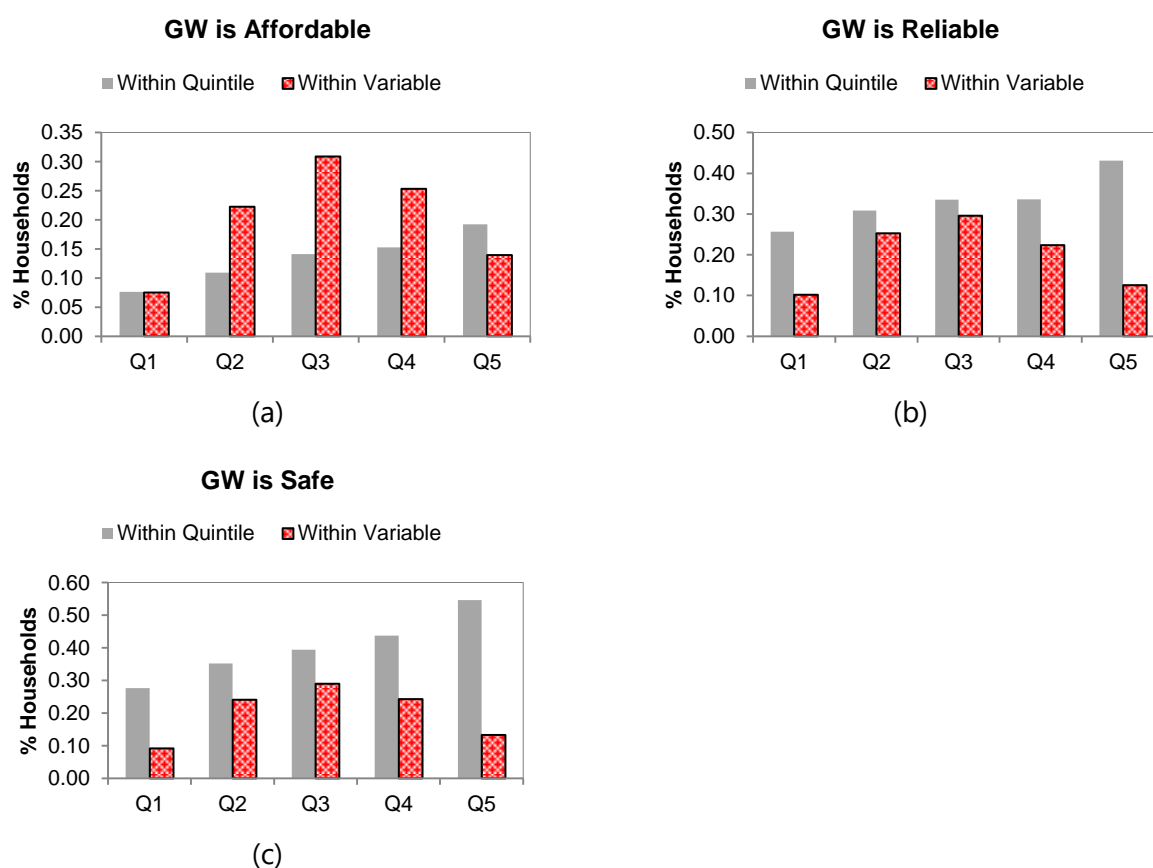 GW is Affordable
Within Quintile Within Variable
% Households
0.35
0.30
0.25
0.20
0.15
0.10
0.05
0.00
Q1 Q2 Q3 Q4 Q5
(a)
GW is Reliable
Within Quintile Within Variable
% Households
0.50
0.40
0.30
0.20
0.10
0.00
Q1 Q2 Q3 Q4 Q5
(b)
GW is Safe
Within Quintile Within Variable
% Households
0.60
0.50
0.40
0.30
0.20
0.10
0.00
Q1 Q2 Q3 Q4 Q5
(c)